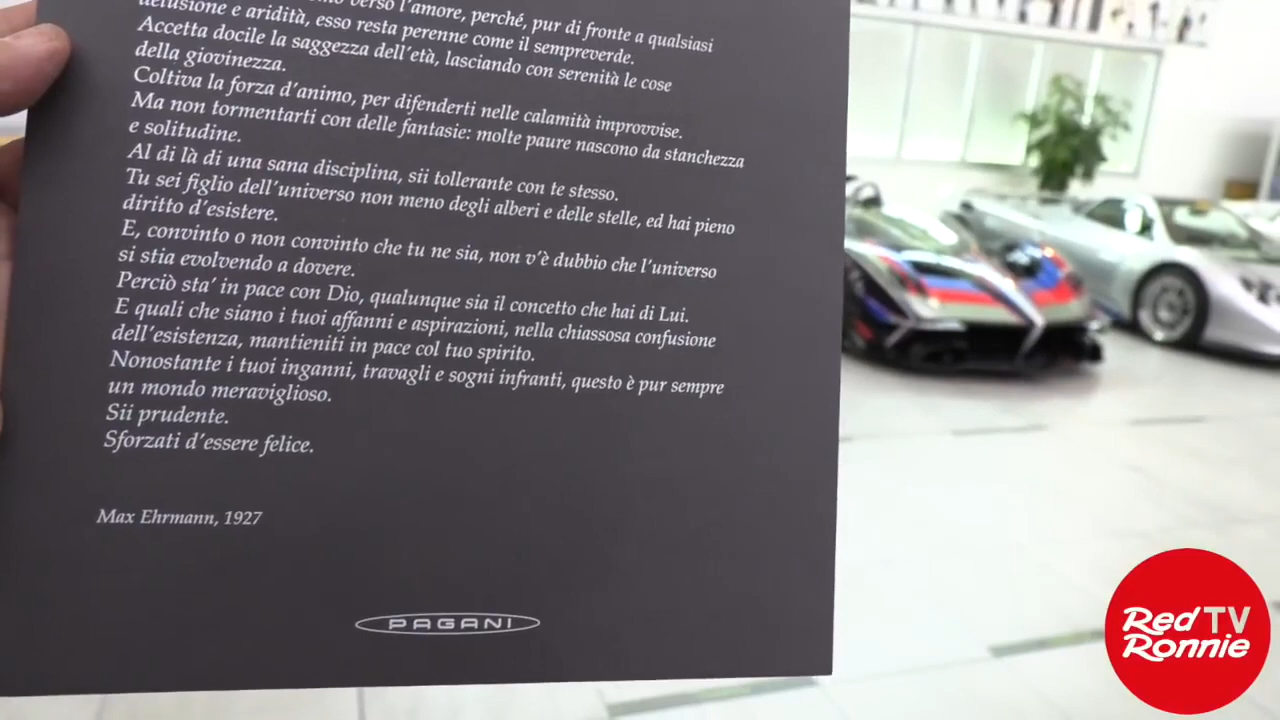 verso l'amore, perché, pur di fronte a qualsiasi
delusione e aridità, esso resta perenne come il sempreverde.
Accetta docile la saggezza dell'età, lasciando con serenità le cose
della giovinezza.
Coltiva la forza d'animo, per difenderti nelle calamità improvvise.
Ma non tormentarti con delle fantasie: molte paure nascono da stanchezza
e solitudine.
Al di là di una sana disciplina, sii tollerante con te stesso.
Tu sei figlio dell'universo non meno degli alberi e delle stelle, ed hai pieno
diritto d'esistere.
E, convinto o non convinto che tu ne sia, non v'è dubbio che l'universo
si stia evolvendo a dovere.
Perciò sta' in pace con Dio, qualunque sia il concetto che hai di Lui.
E quali che siano i tuoi affanni e aspirazioni, nella chiassosa confusione
dell'esistenza, mantieniti in pace col tuo spirito.
Nonostante i tuoi inganni, travagli e sogni infranti, questo è pur sempre
un mondo meraviglioso.
Sii prudente.
Sforzati d'essere felice.
Max Ehrmann, 1927
PAGANI
Red TV
Ronnie